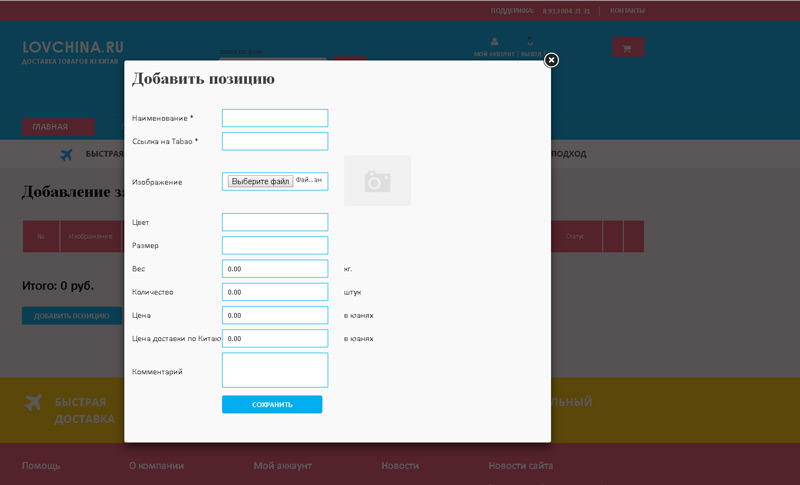 ПОДДЕРЖКА: 8 913 004 31 31 | КОНТАКТЫ
LOVCHINA.RU
ДОСТАВКА ТОВАРОВ ИЗ КИТАЯ
МОЙ АККАУНТ | ВЫХОД
ГЛАВНАЯ
БЫСТРАЯ
ПОДХОД
Добавить позицию
Наименование *
Ссылка на Tabao *
Изображение
Выберите файл Фай...ан
Цвет
Размер
Вес 0.00 кг.
Количество 0.00 штук
Цена 0.00 в юанях
Цена доставки по Китаю 0.00 в юанях
Комментарий
СОХРАНИТЬ
Добавление за
№ Изображение Статус
Итого: 0 руб.
ДОБАВИТЬ ПОЗИЦИЮ
БЫСТРАЯ
ДОСТАВКА
ЛЬНЫЙ
Помощь О компании Мой аккаунт Новости Новости сайта